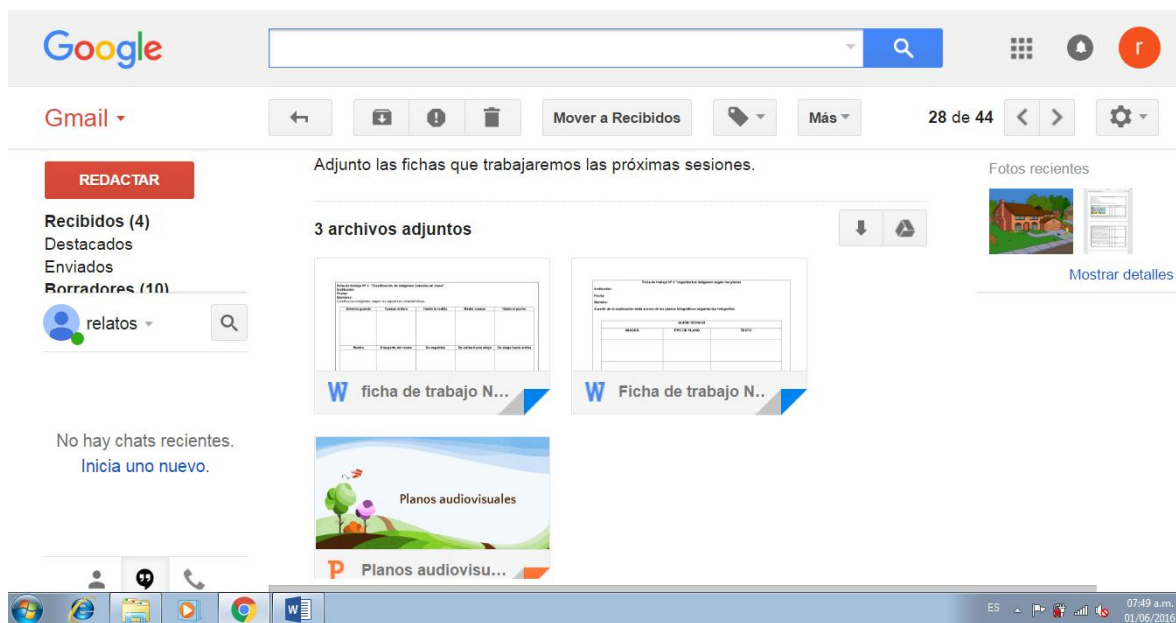 Google
r
Gmail
Mover a Recibidos
Más
28 de 44
REDACTAR
Adjunto las fichas que trabajaremos las próximas sesiones.
Fotos recientes
Mostrar detalles
Recibidos (4)
Destacados
Enviados
Borradores (10)
3 archivos adjuntos
relatos
W ficha de trabajo N...
W Ficha de trabajo N..
No hay chats recientes.
Inicia uno nuevo.
Planos audiovisuales
P Planos audiovisu...
ES
07:49 a.m.
01/06/2016